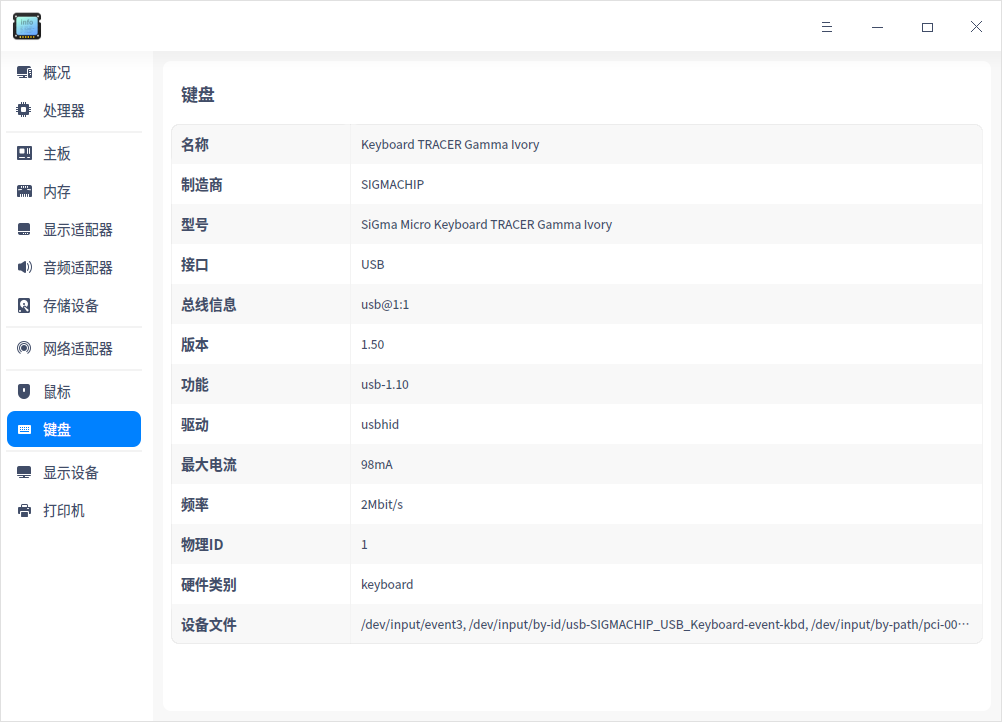 info
概况
处理器
主板
内存
显示适配器
音频适配器
存储设备
网络适配器
鼠标
键盘
显示设备
打印机
键盘
名称 Keyboard TRACER Gamma Ivory
制造商 SIGMACHIP
型号 SiGma Micro Keyboard TRACER Gamma Ivory
接口 USB
总线信息 usb@1:1
版本 1.50
功能 usb-1.10
驱动 usbhid
最大电流 98mA
频率 2Mbit/s
物理ID 1
硬件类别 keyboard
设备文件 /dev/input/event3, /dev/input/by-id/usb-SIGMACHIP_USB_Keyboard-event-kbd, /dev/input/by-path/pci-00…